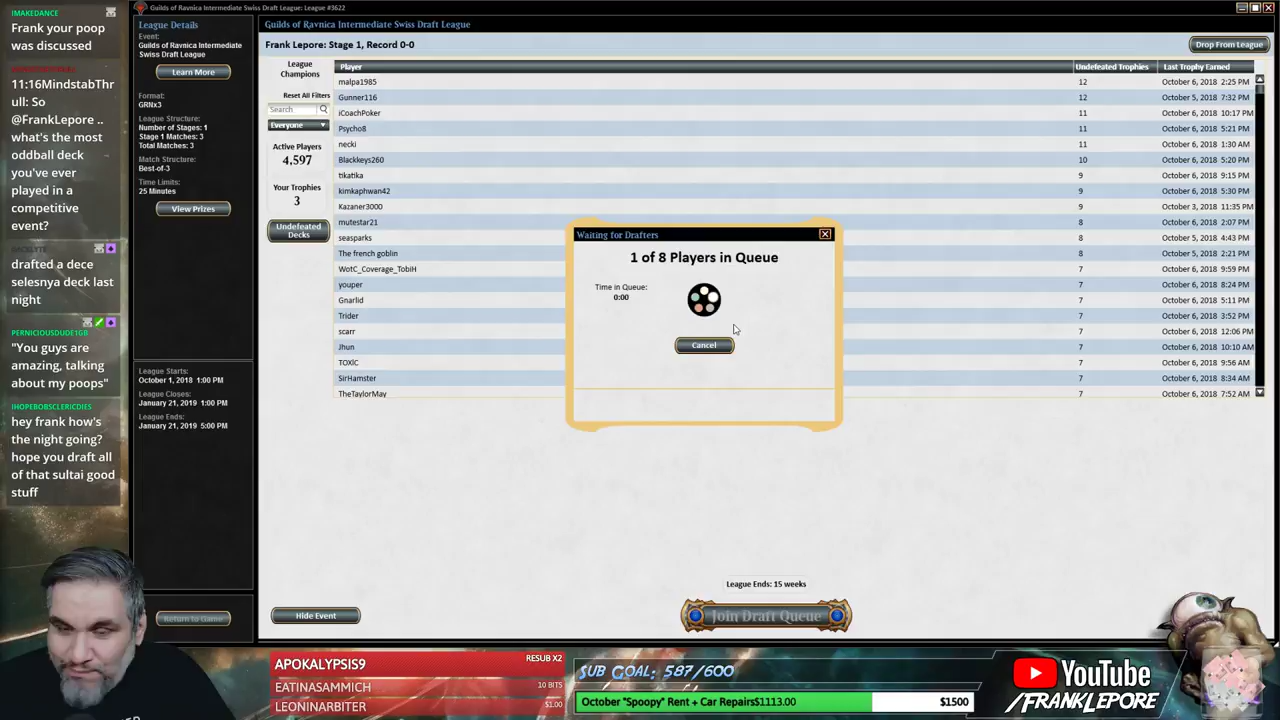 Guilds of Ravnica Intermediate Swiss Draft League: League #3622
IMAKEDANCE
Frank your poop
was discussed
11:16MindstabThr
ull: So
@FrankLepore ..
what's the most
oddball deck
you've ever
played in a
competitive
event?
drafted a dece
selesnya deck last
night
PERNICIOUSDUDE1GB
"You guys are
amazing, talking
about my poops"
IHOPEBOBSCLERICDIES
hey frank how's
the night going?
hope you draft all
of that sultai good
stuff
League Details
Event:
Guilds of Ravnica Intermediate
Swiss Draft League
Learn More
Format:
GRNx3
League Structure:
Number of Stages: 1
Stage 1 Matches: 3
Total Matches: 3
Match Structure:
Best-of-3
Time Limits:
25 Minutes
View Prizes
League Starts:
October 1, 2018 1:00 PM
League Closes:
January 21, 2019 1:00 PM
League Ends:
January 21, 2019 5:00 PM
Return to Game
Guilds of Ravnica Intermediate Swiss Draft League
Frank Lepore: Stage 1, Record 0-0
Drop From League
League
Champions
Reset All Filters
Search
Everyone
Active Players
4,597
Your Trophies
3
Undefeated
Decks
Player Undefeated Trophies Last Trophy Earned
malpa1985 12 October 6, 2018 2:25 PM
Gunner116 12 October 5, 2018 7:32 PM
iCoachPoker 11 October 6, 2018 10:17 PM
Psycho8 11 October 6, 2018 5:21 PM
necki 11 October 6, 2018 1:30 AM
Blackkeys260 10 October 6, 2018 5:20 PM
tikatika 9 October 6, 2018 9:15 PM
kimkaphwan42 9 October 6, 2018 5:30 PM
Kazaner3000 9 October 3, 2018 11:35 PM
mutestar21 8 October 6, 2018 2:07 PM
seasparks 8 October 5, 2018 4:43 PM
The french goblin 8 October 5, 2018 2:21 PM
WotC_Coverage_TobiH 7 October 6, 2018 9:59 PM
youper 7 October 6, 2018 8:24 PM
Gnarlid 7 October 6, 2018 5:11 PM
Trider 7 October 6, 2018 3:52 PM
scarr 7 October 6, 2018 12:06 PM
Jhun 7 October 6, 2018 10:10 AM
TOXIC 7 October 6, 2018 9:56 AM
SirHamster 7 October 6, 2018 8:34 AM
TheTaylorMay 7 October 6, 2018 7:52 AM
Waiting for Drafters
1 of 8 Players in Queue
Time in Queue:
0:00
Cancel
League Ends: 15 weeks
Hide Event
Join Draft Queue
APOKALYPSIS9 RESUB X2
EATINASAMMICH 10 BITS
LEONINARBITER $1.00
SUB GOAL: 587/600
October "Spoopy" Rent + Car Repairs $1113.00 $1500
YouTube
/FRANKLEPORE